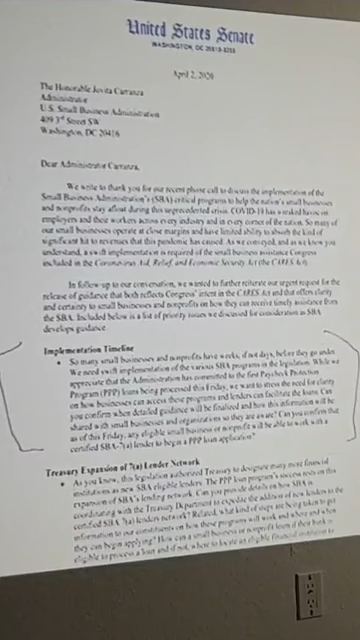 United States Senate
WASHINGTON, DC 20510-3203
April 2, 2020
The Honorable Jovita Carranza
Administrator
U.S. Small Business Administration
409 3rd Street SW
Washington, DC 20416
Dear Administrator Carranza,
We write to thank you for our recent phone call to discuss the implementation of the
Small Business Administration's (SBA) critical programs to help the nation's small businesses
and nonprofits stay afloat during this unprecedented crisis. COVID-19 has wreaked havoc on
employers and their workers across every industry and in every corner of the nation. So many of
our small businesses operate at close margins and have limited ability to absorb the kind of
significant hit to revenues that this pandemic has caused. As we conveyed, and as we know you
understand, a swift implementation is required of the small business assistance Congress
included in the Coronavirus Aid, Relief, and Economic Security Act (the CARES Act).
In follow-up to our conversation, we wanted to further reiterate our urgent request for the
release of guidance that both reflects Congress' intent in the CARES Act and that offers clarity
and certainty to small businesses and nonprofits on how they can receive timely assistance from
the SBA. Included below is a list of priority issues we discussed for consideration as SBA
develops guidance.
Implementation Timeline
• So many small businesses and nonprofits have weeks, if not days, before they go under.
We need swift implementation of the various SBA programs in the legislation. While we
appreciate that the Administration has committed to the first Paycheck Protection
Program (PPP) loans being processed this Friday, we want to stress the need for clarity
on how businesses can access these programs and lenders can facilitate the loans. Can
you confirm when detailed guidance will be finalized and how this information will be
shared with small businesses and organizations so they are aware? Can you confirm that
as of this Friday, any eligible small business or nonprofit will be able to work with a
certified SBA-7(a) lender to begin a PPP loan application?
Treasury Expansion of 7(a) Lender Network
• As you know, this legislation authorized Treasury to designate many more financial
institutions as new SBA eligible lenders. The PPP loan program's success rests on this
expansion of SBA's lending network. Can you provide details on how SBA is
coordinating with the Treasury Department to expedite the addition of new lenders to the
certified SBA 7(a) lenders network? Related, what kind of steps are being taken to get
information to our constituents on how these programs will work and where and when
they can begin applying? How can a small business or nonprofit learn if their bank is
eligible to process a loan and if not, where to locate an eligible financial institution to